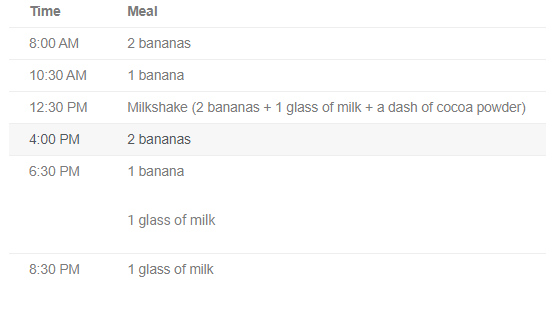 Time Meal
8:00 AM 2 bananas
10:30 AM 1 banana
12:30 PM Milkshake (2 bananas + 1 glass of milk + a dash of cocoa powder)
4:00 PM 2 bananas
6:30 PM 1 banana
1 glass of milk
8:30 PM 1 glass of milk